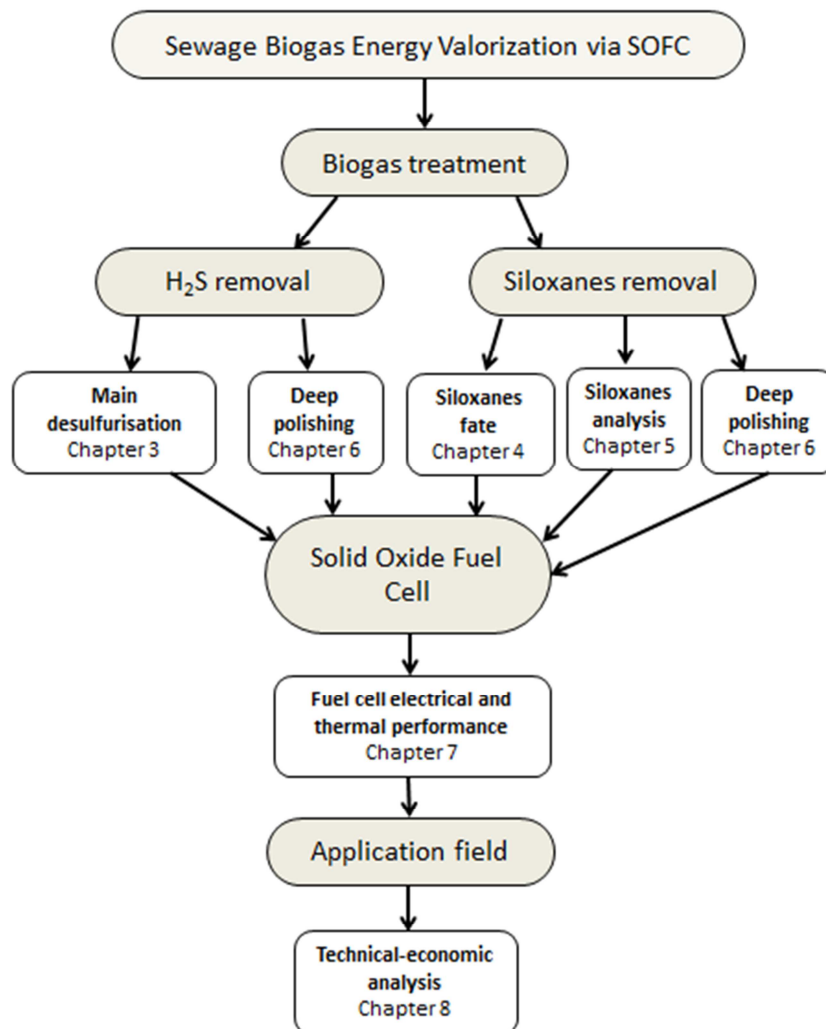 Sewage Biogas Energy Valorization via SOFC
Biogas treatment
H₂S removal
Siloxanes removal
Main
desulfurisation
Chapter 3
Deep
polishing
Chapter 6
Siloxanes
fate
Chapter 4
Siloxanes
analysis
Chapter 5
Deep
polishing
Chapter 6
Solid Oxide Fuel
Cell
Fuel cell electrical and
thermal performance
Chapter 7
Application field
Technical-economic
analysis
Chapter 8